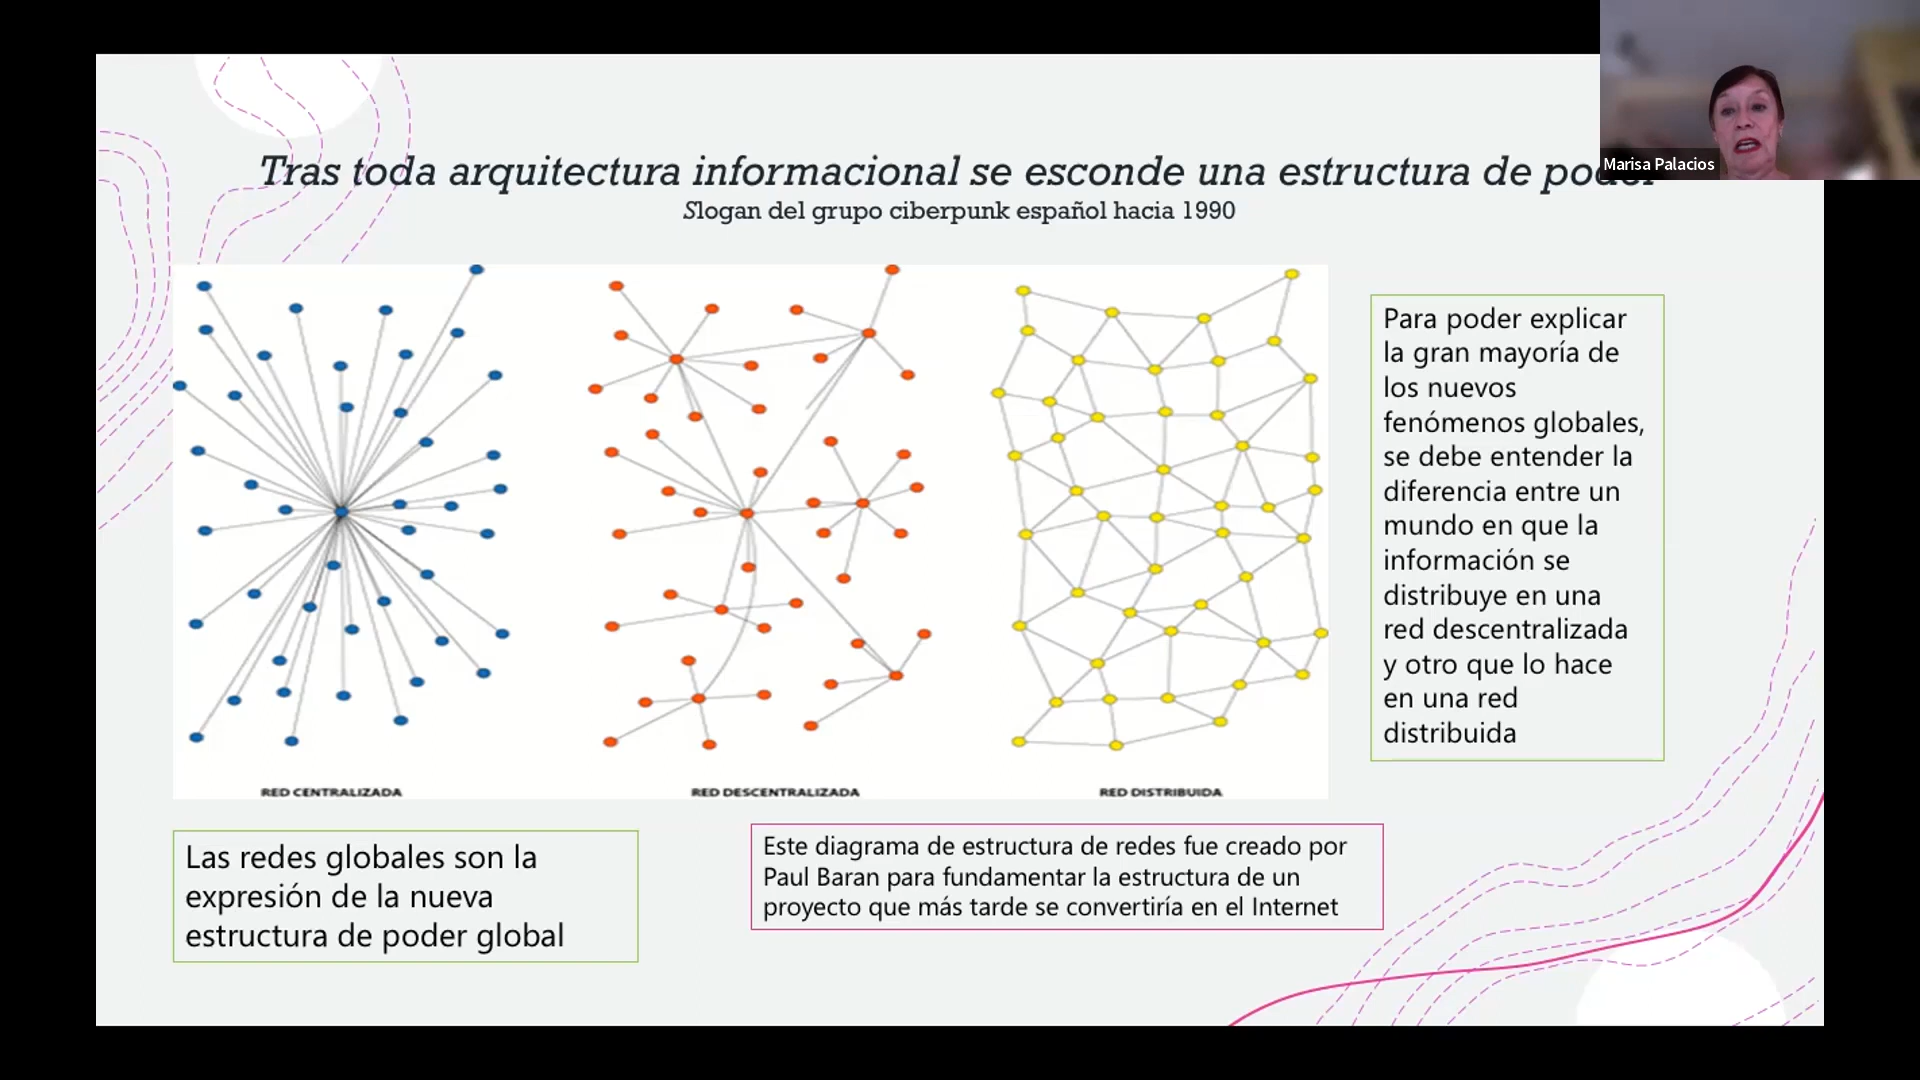 Tras toda arquitectura informacional se esconde una estructura de poder
Slogan del grupo ciberpunk español hacia 1990
Marisa Palacios
RED CENTRALIZADA
RED DESCENTRALIZADA
RED DISTRIBUIDA
Para poder explicar
la gran mayoría de
los nuevos
fenómenos globales,
se debe entender la
diferencia entre un
mundo en que la
información se
distribuye en una
red descentralizada
y otro que lo hace
en una red
distribuida
Las redes globales son la
expresión de la nueva
estructura de poder global
Este diagrama de estructura de redes fue creado por
Paul Baran para fundamentar la estructura de un
proyecto que más tarde se convertiría en el Internet